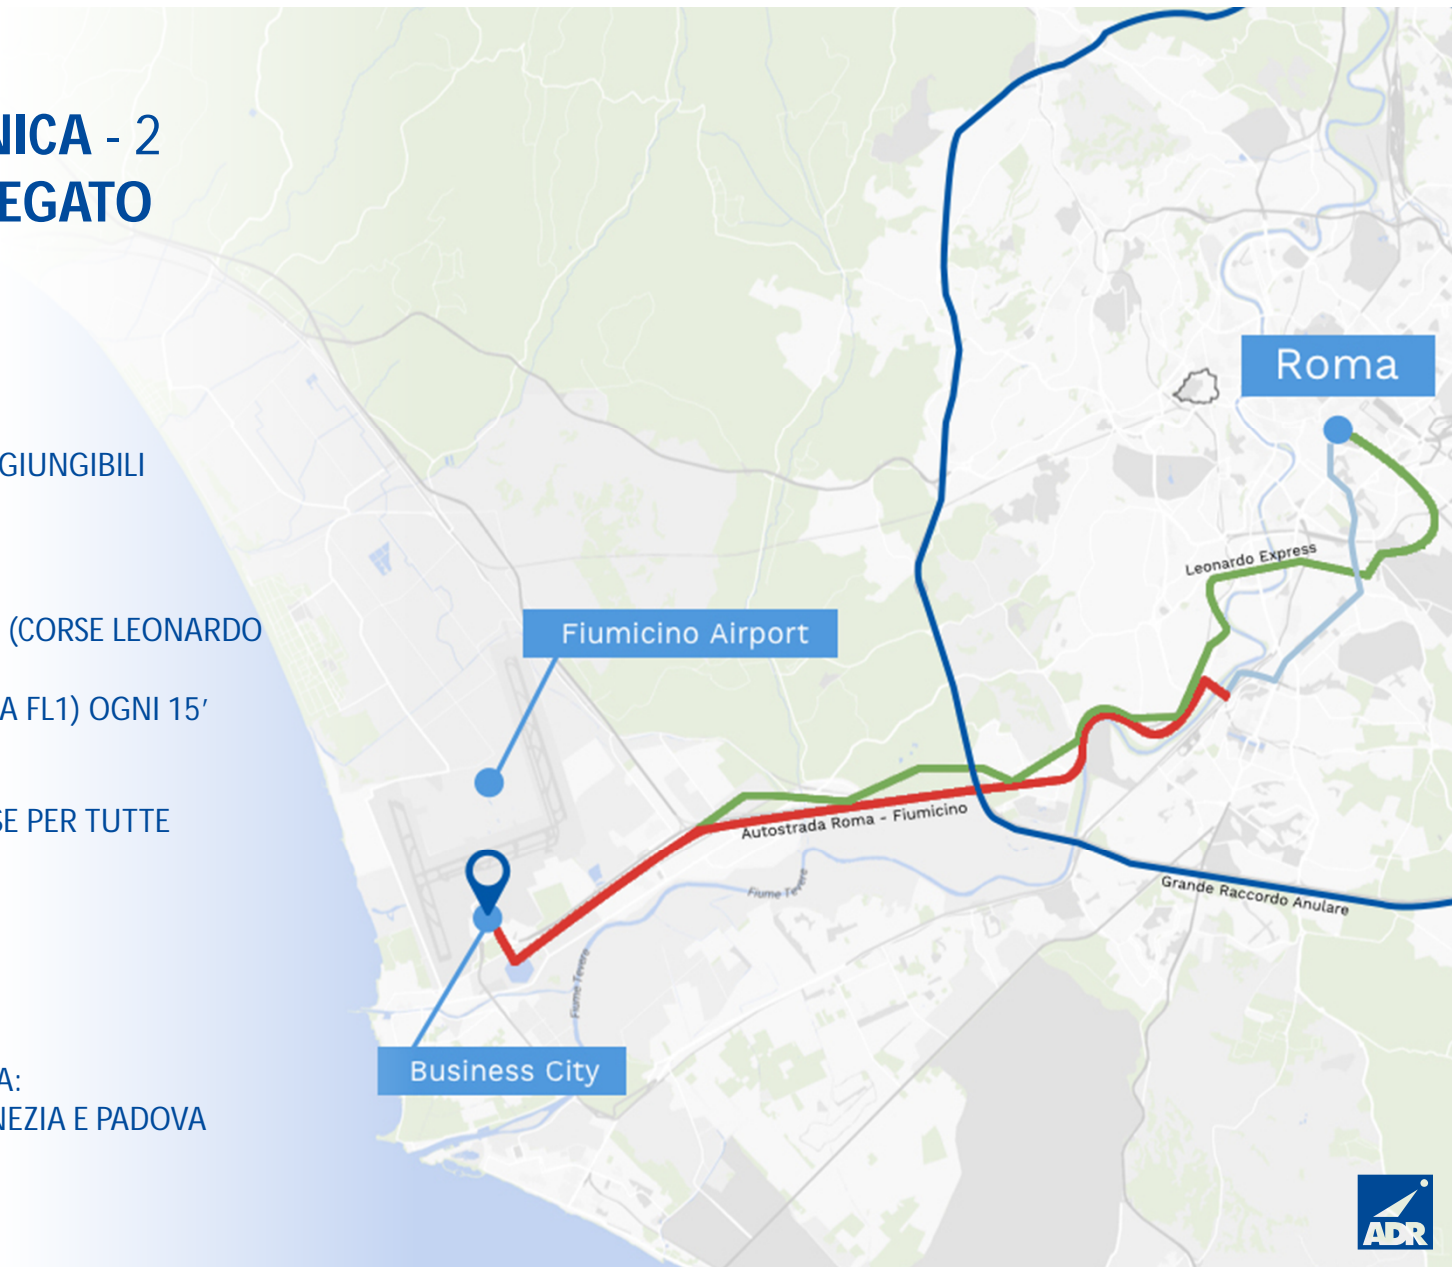 NICA - 2
EGATO
GIUNGIBILI
(CORSE LEONARDO
A FL1) OGNI 15'
SE PER TUTTE
A:
NEZIA E PADOVA
Roma
Leonardo Express
Fiumicino Airport
Autostrada Roma - Fiumicino
Fiume Tevere
Grande Raccordo Anulare
Fiume Tevere
Business City
ADR